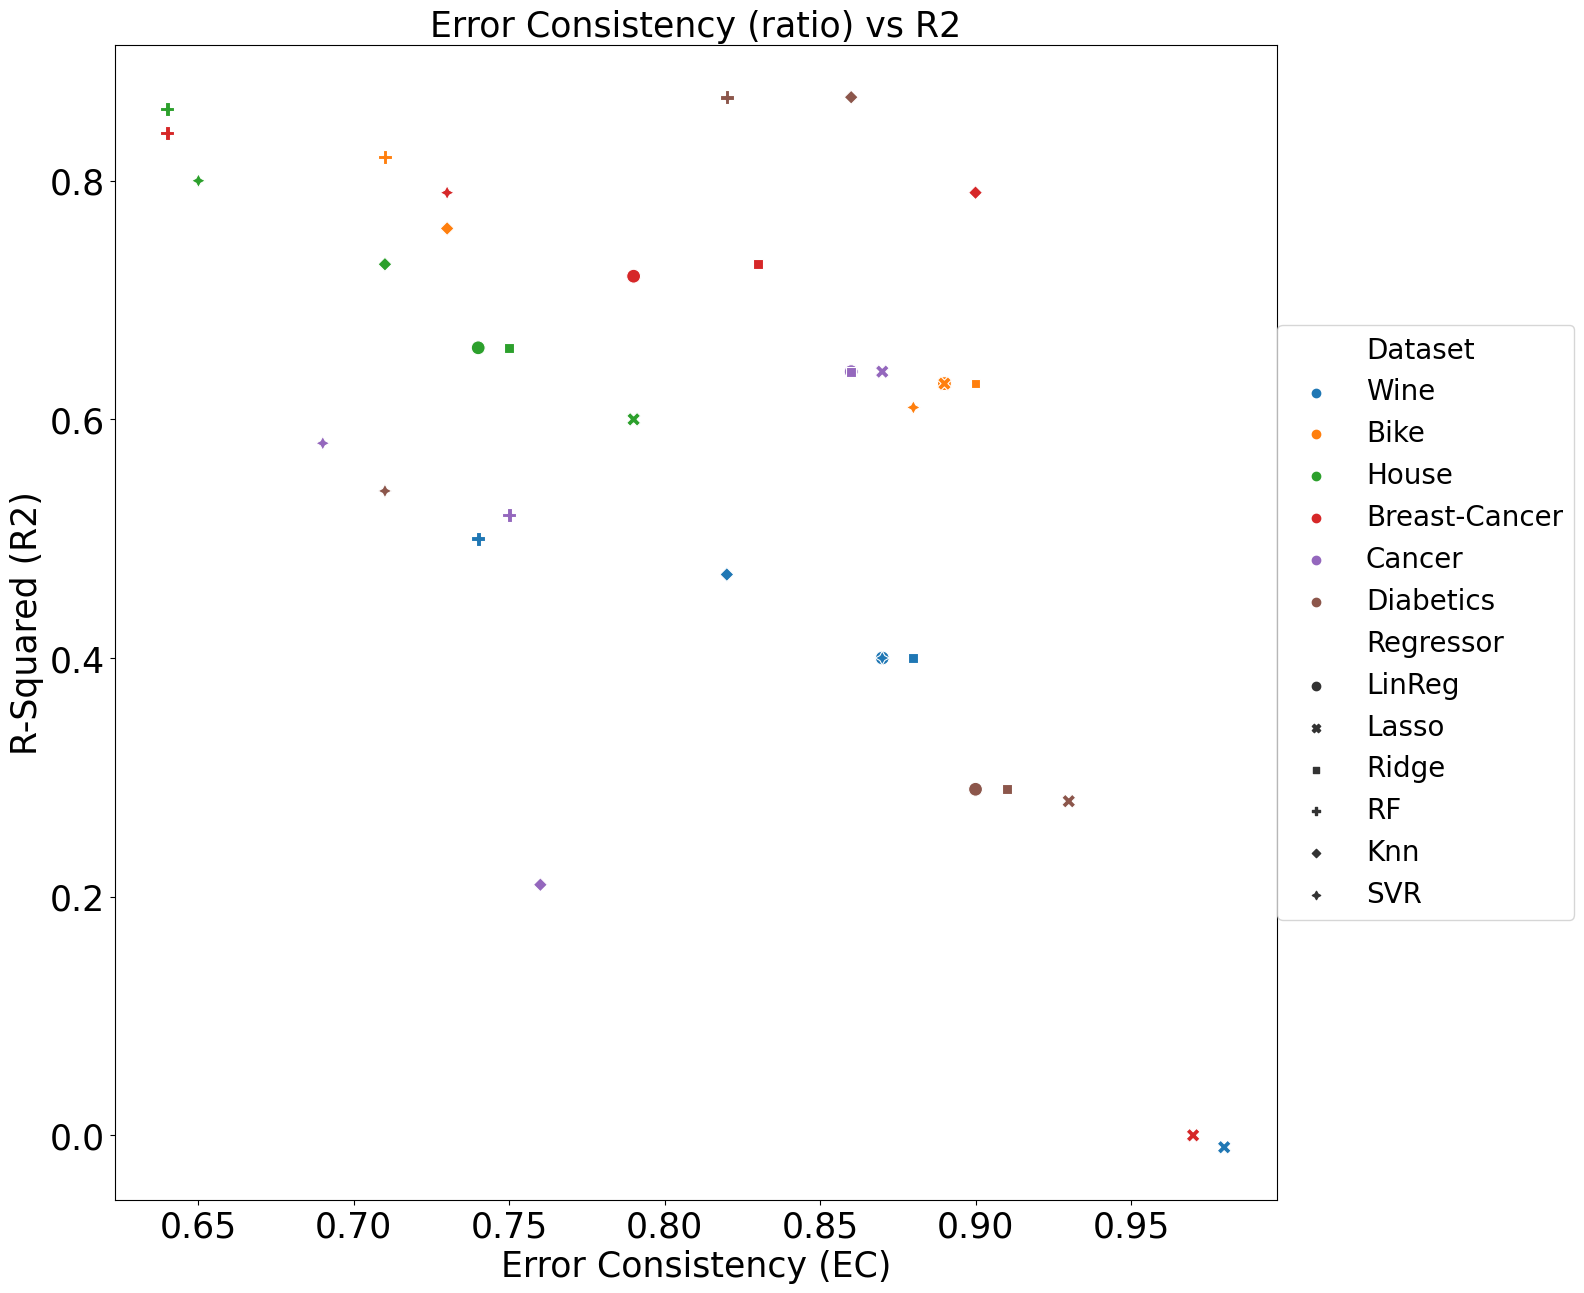 Error Consistency (ratio) vs R2
R-Squared (R2)
0.8
0.6
0.4
0.2
0.0
0.65
0.70
0.75
0.80
0.85
0.90
0.95
Error Consistency (EC)
Dataset
Wine
Bike
House
Breast-Cancer
Cancer
Diabetics
Regressor
LinReg
Lasso
Ridge
RF
Knn
SVR